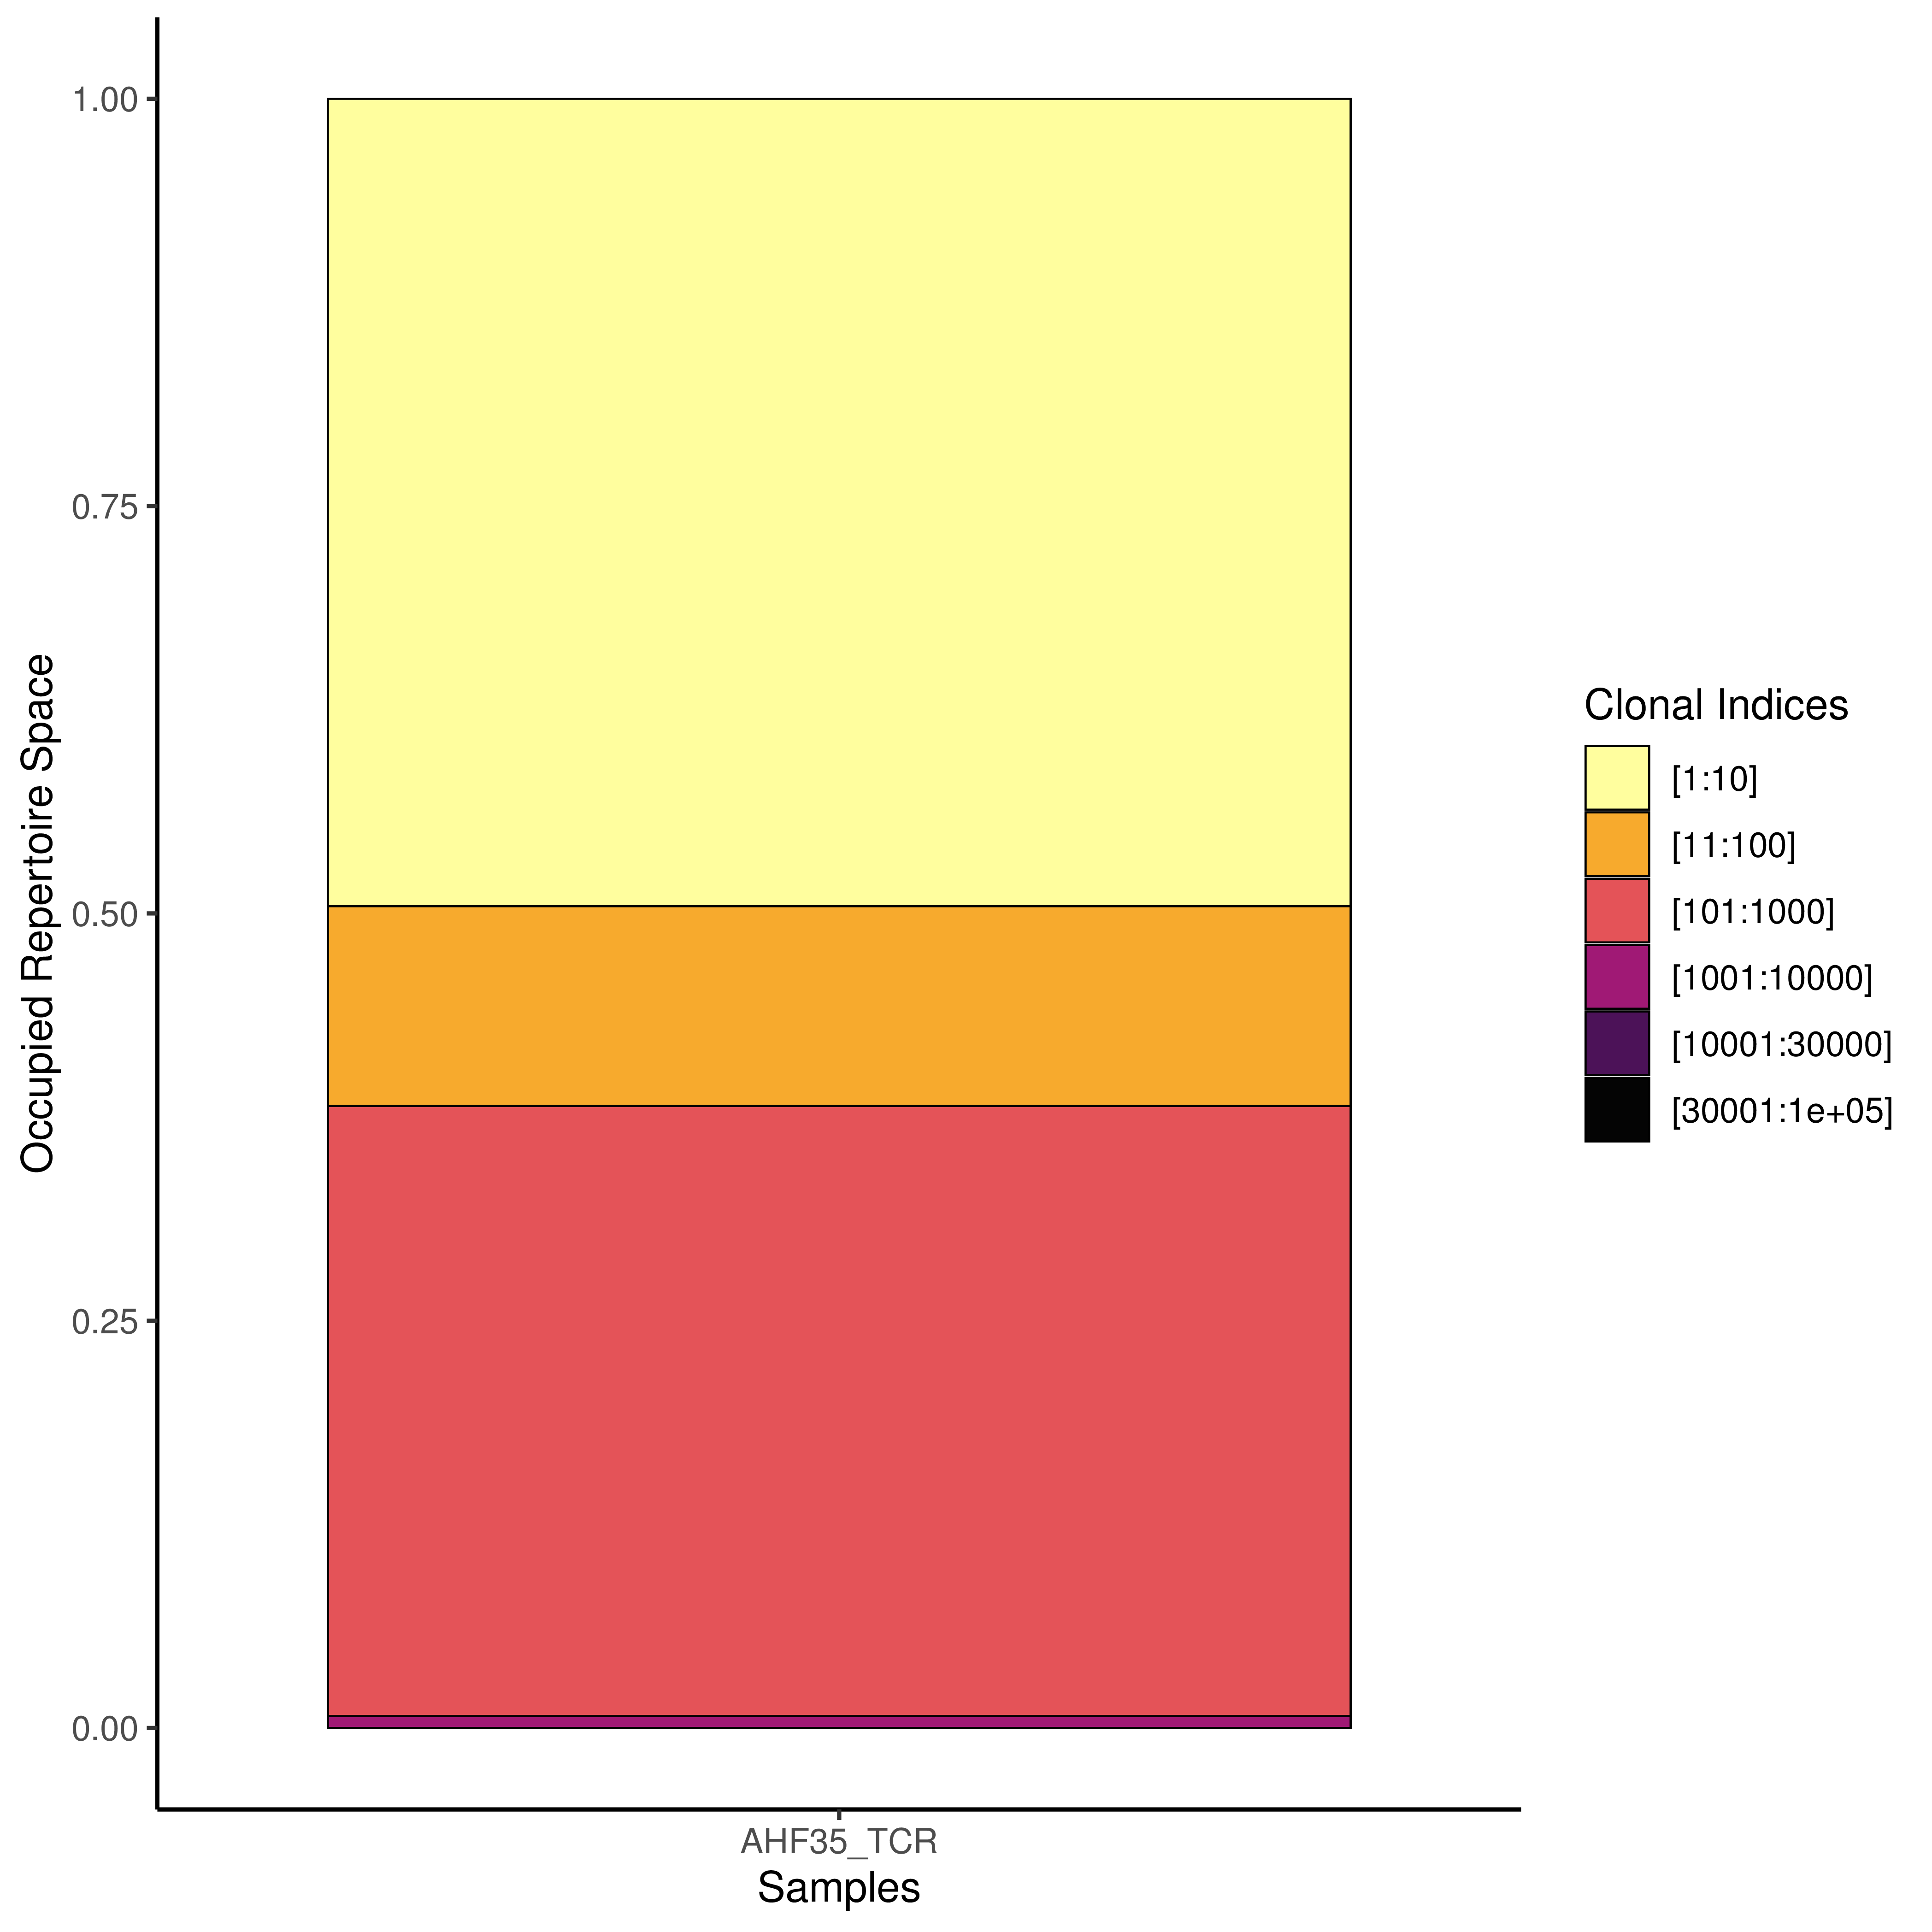 Occupied Repertoire Space
1.00
0.75
0.50
0.25
0.00
AHF35_TCR
Samples
Clonal Indices
[1:10]
[11:100]
[101:1000]
[1001:10000]
[10001:30000]
[30001:1e+05]